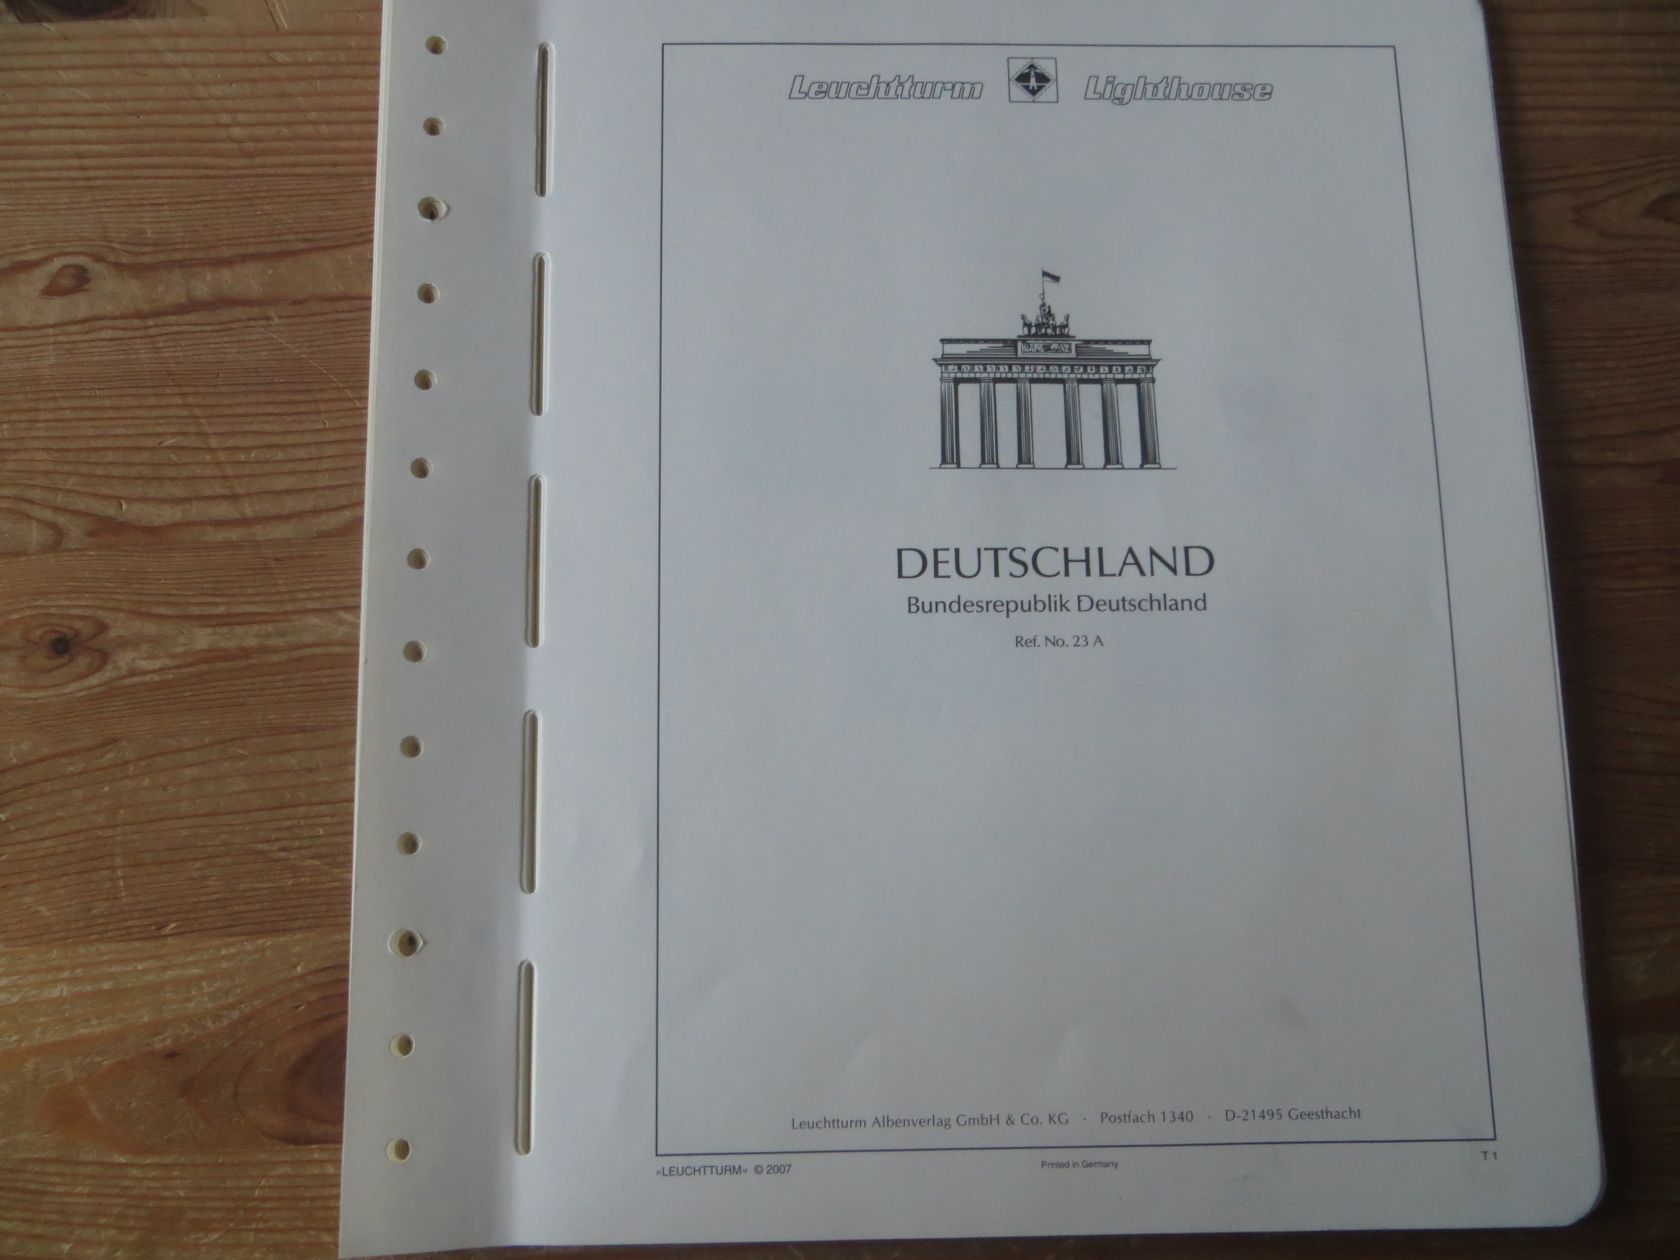 Leuchtturm Lighthouse
DEUTSCHLAND
Bundesrepublik Deutschland
Ref. No. 23 A
Leuchtturm Albenverlag GmbH & Co. KG · Postfach 1340 · D-21495 Geesthacht
»LEUCHTTURM« © 2007
Printed in Germany
T 1